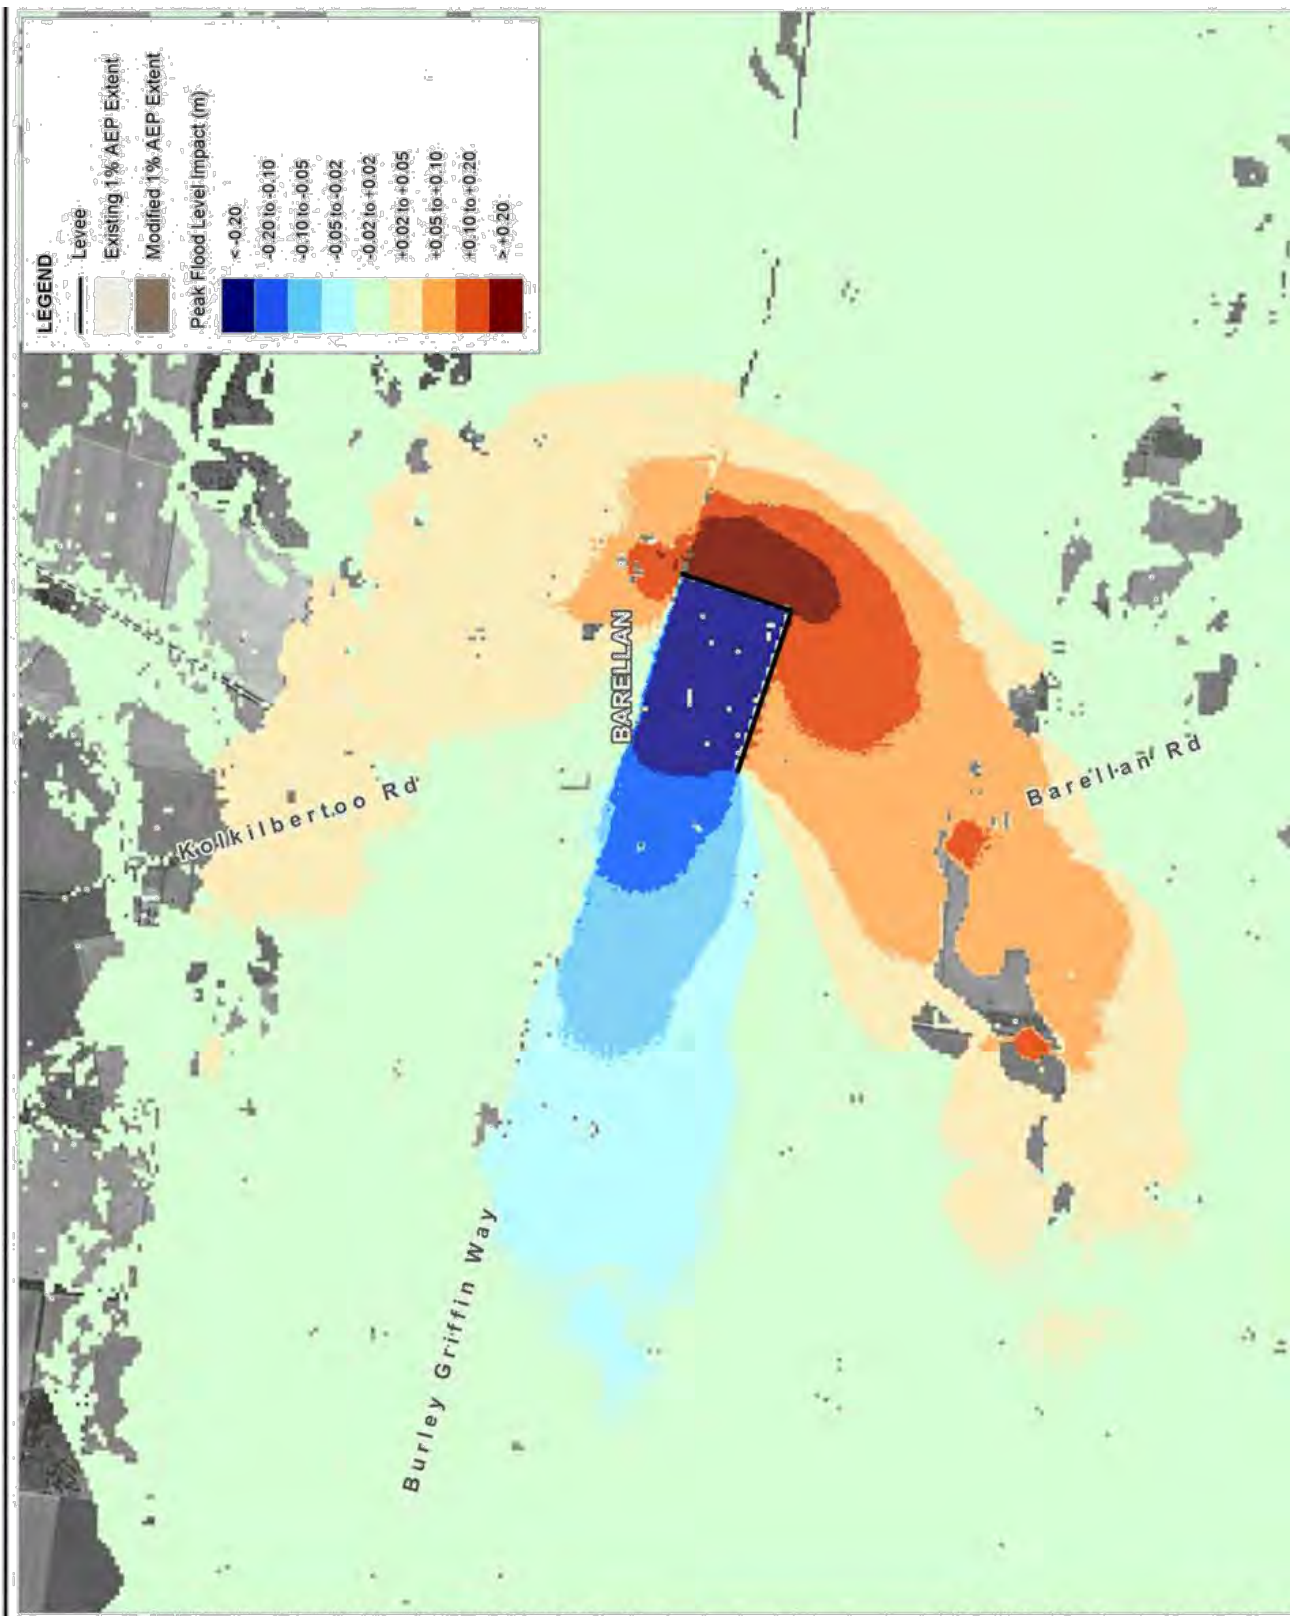 LEGEND
Levee
Existing 1% AEP Extent
Modified 1% AEP Extent
Peak Flood Level Impact (m)
< -0.20
-0.20 to -0.10
-0.10 to -0.05
-0.05 to -0.02
-0.02 to +0.02
+0.02 to +0.05
+0.05 to +0.10
+0.10 to +0.20
> +0.20
BARELLAN
Kolkilbertoo Rd
Barellan Rd
Burley Griffin Way